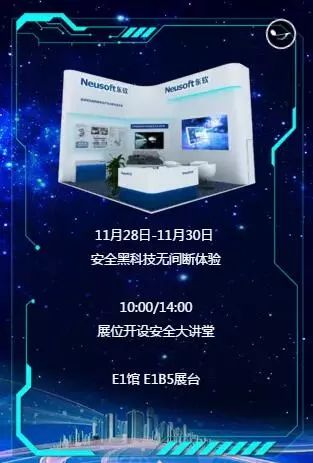 Neusoft东软
Neusoft东软
Neusoft
11月28日-11月30日
安全黑科技无间断体验
10:00/14:00
展位开设安全大讲堂
E1馆 E1B5展台